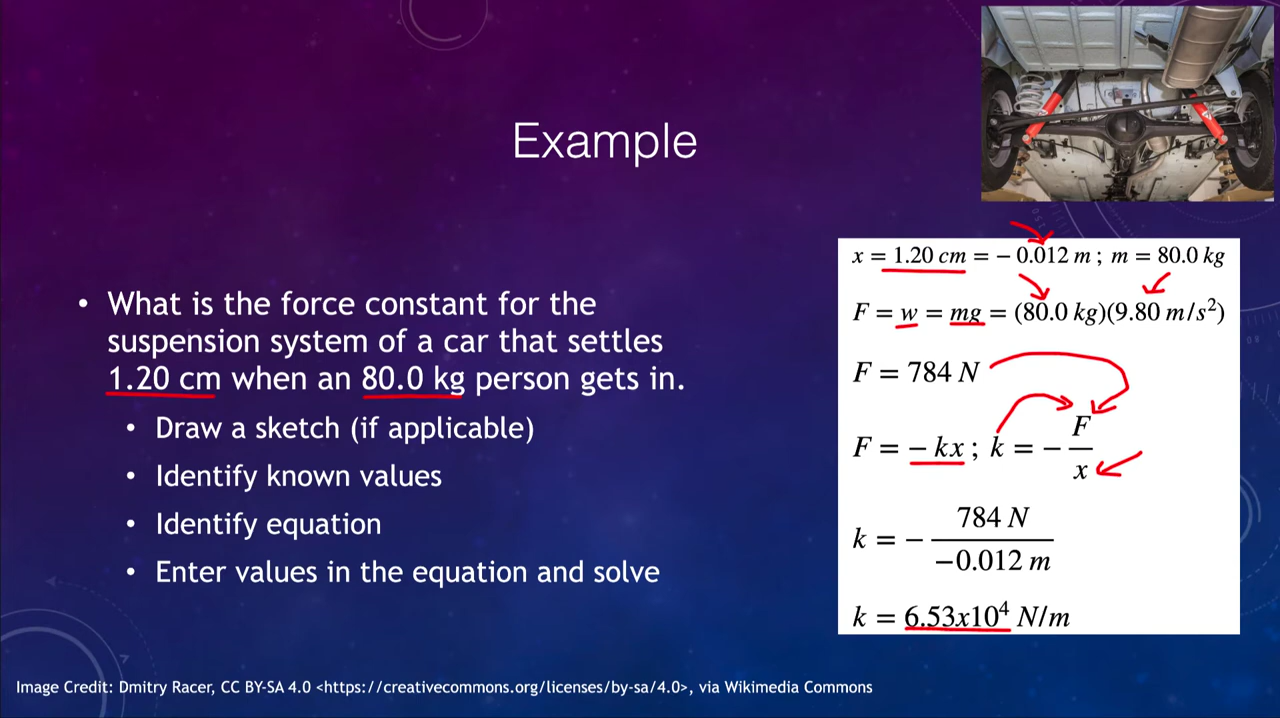 Example
• What is the force constant for the
suspension system of a car that settles
1.20 cm when an 80.0 kg person gets in.
• Draw a sketch (if applicable)
• Identify known values
• Identify equation
• Enter values in the equation and solve
x = 1.20 cm = − 0.012 m ; m = 80.0 kg
F = w = mg = (80.0 kg)(9.80 m/s²)
F = 784 N
F = − kx ; k = − F/x
k = − 784 N / −0.012 m
k = 6.53x10⁴ N/m
Image Credit: Dmitry Racer, CC BY-SA 4.0 <https://creativecommons.org/licenses/by-sa/4.0>, via Wikimedia Commons